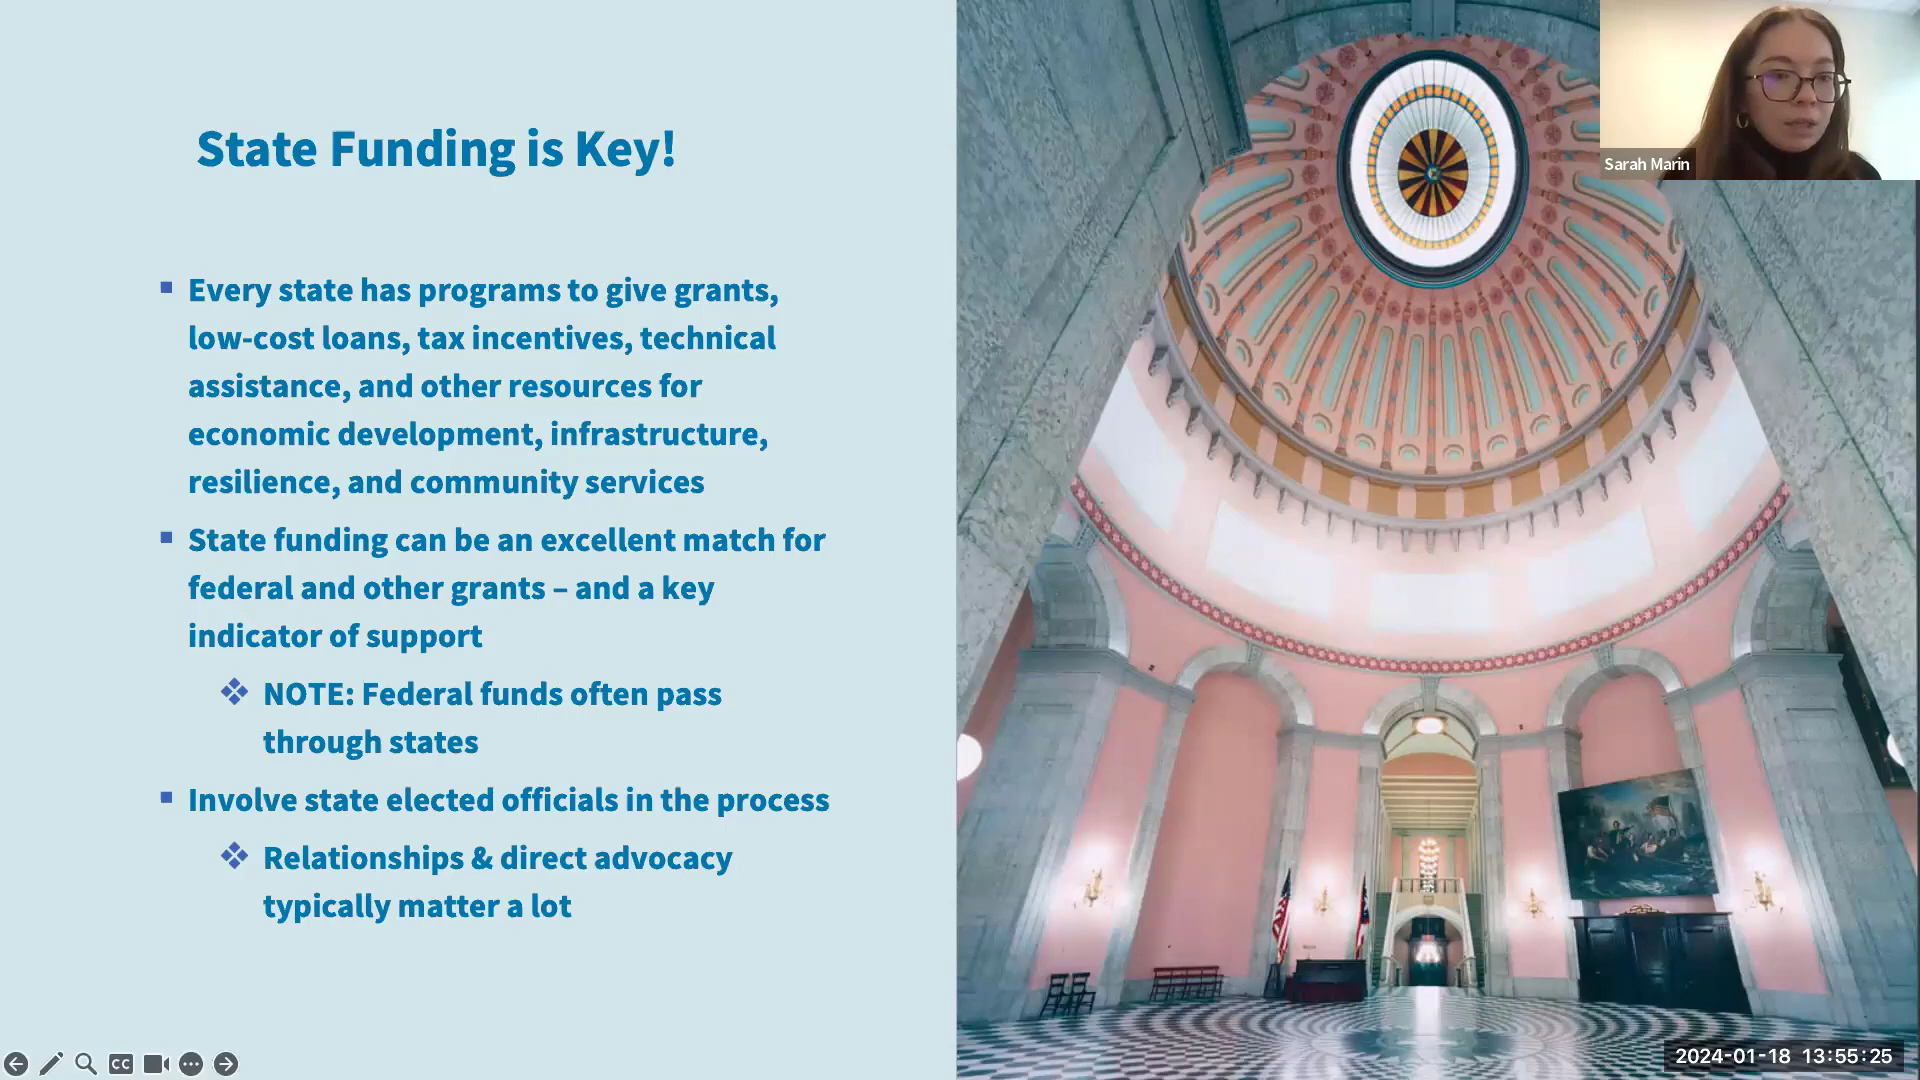 State Funding is Key!
Every state has programs to give grants,
low-cost loans, tax incentives, technical
assistance, and other resources for
economic development, infrastructure,
resilience, and community services
State funding can be an excellent match for
federal and other grants – and a key
indicator of support
NOTE: Federal funds often pass
through states
Involve state elected officials in the process
Relationships & direct advocacy
typically matter a lot
Sarah Marin
CC
2024-01-18 13:55:25